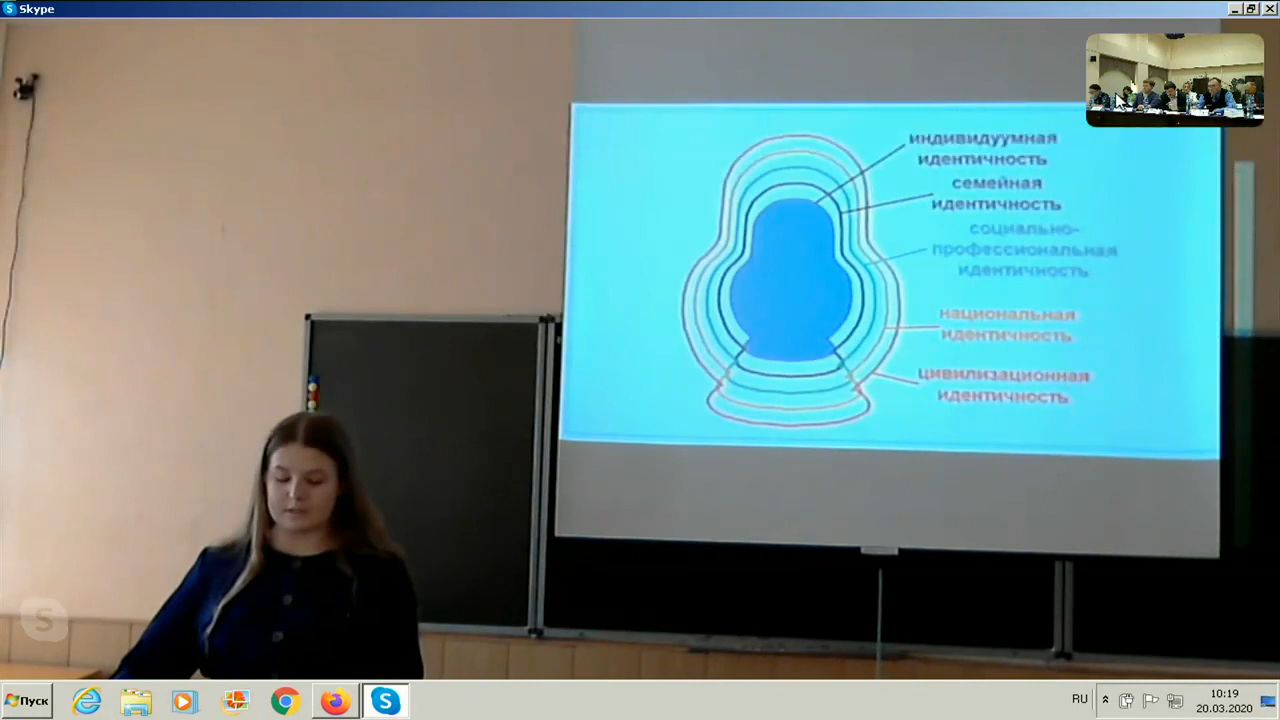 Skype
индивидуумная
идентичность
семейная
идентичность
социально-
профессиональная
идентичность
национальная
идентичность
цивилизационная
идентичность
S
Пуск
RU
10:19
20.03.2020